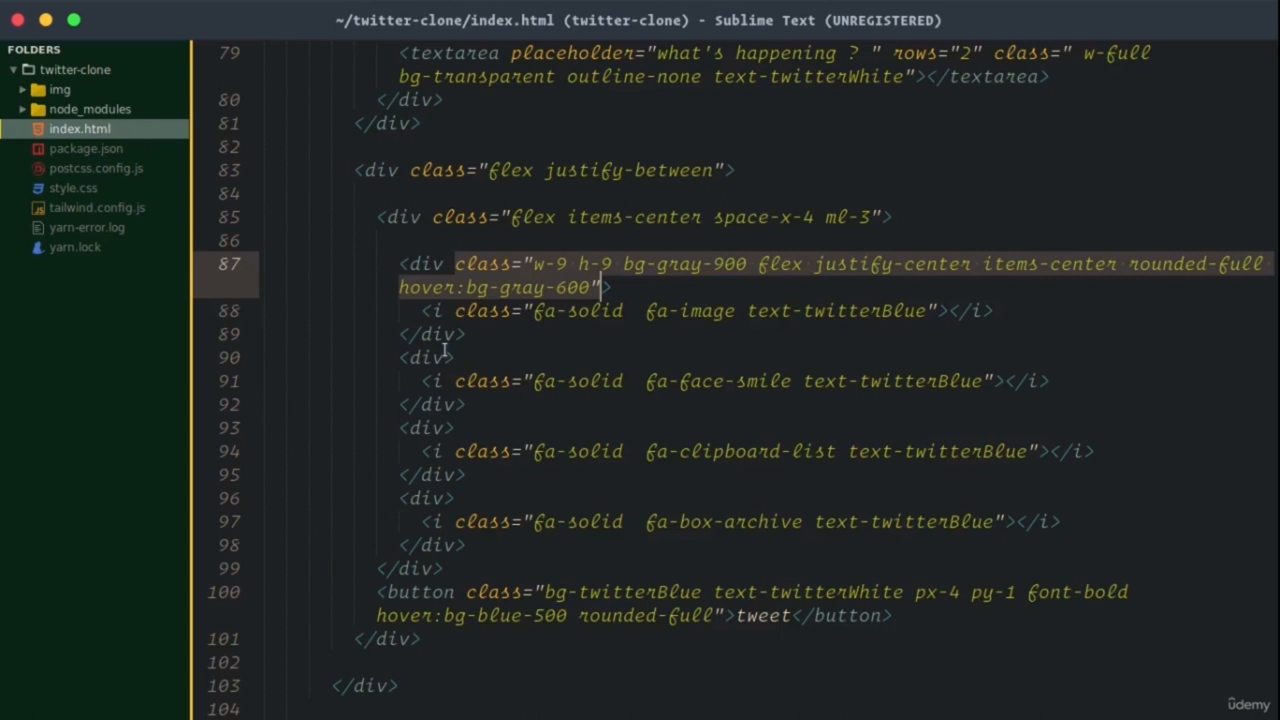 ~/twitter-clone/index.html (twitter-clone) - Sublime Text (UNREGISTERED)
FOLDERS
twitter-clone
img
node_modules
index.html
package.json
postcss.config.js
style.css
tailwind.config.js
yarn-error.log
yarn.lock
79 <textarea placeholder="what's happening ? " rows="2" class=" w-full
bg-transparent outline-none text-twitterWhite"></textarea>
80 </div>
81 </div>
82
83 <div class="flex justify-between">
84
85 <div class="flex items-center space-x-4 ml-3">
86
87 <div class="w-9 h-9 bg-gray-900 flex justify-center items-center rounded-full
hover:bg-gray-600">
88 <i class="fa-solid  fa-image text-twitterBlue"></i>
89 </div>
90 <div>
91 <i class="fa-solid  fa-face-smile text-twitterBlue"></i>
92 </div>
93 <div>
94 <i class="fa-solid  fa-clipboard-list text-twitterBlue"></i>
95 </div>
96 <div>
97 <i class="fa-solid  fa-box-archive text-twitterBlue"></i>
98 </div>
99 </div>
100 <button class="bg-twitterBlue text-twitterWhite px-4 py-1 font-bold
hover:bg-blue-500 rounded-full">tweet</button>
101 </div>
102
103 </div>
104
ûdemy